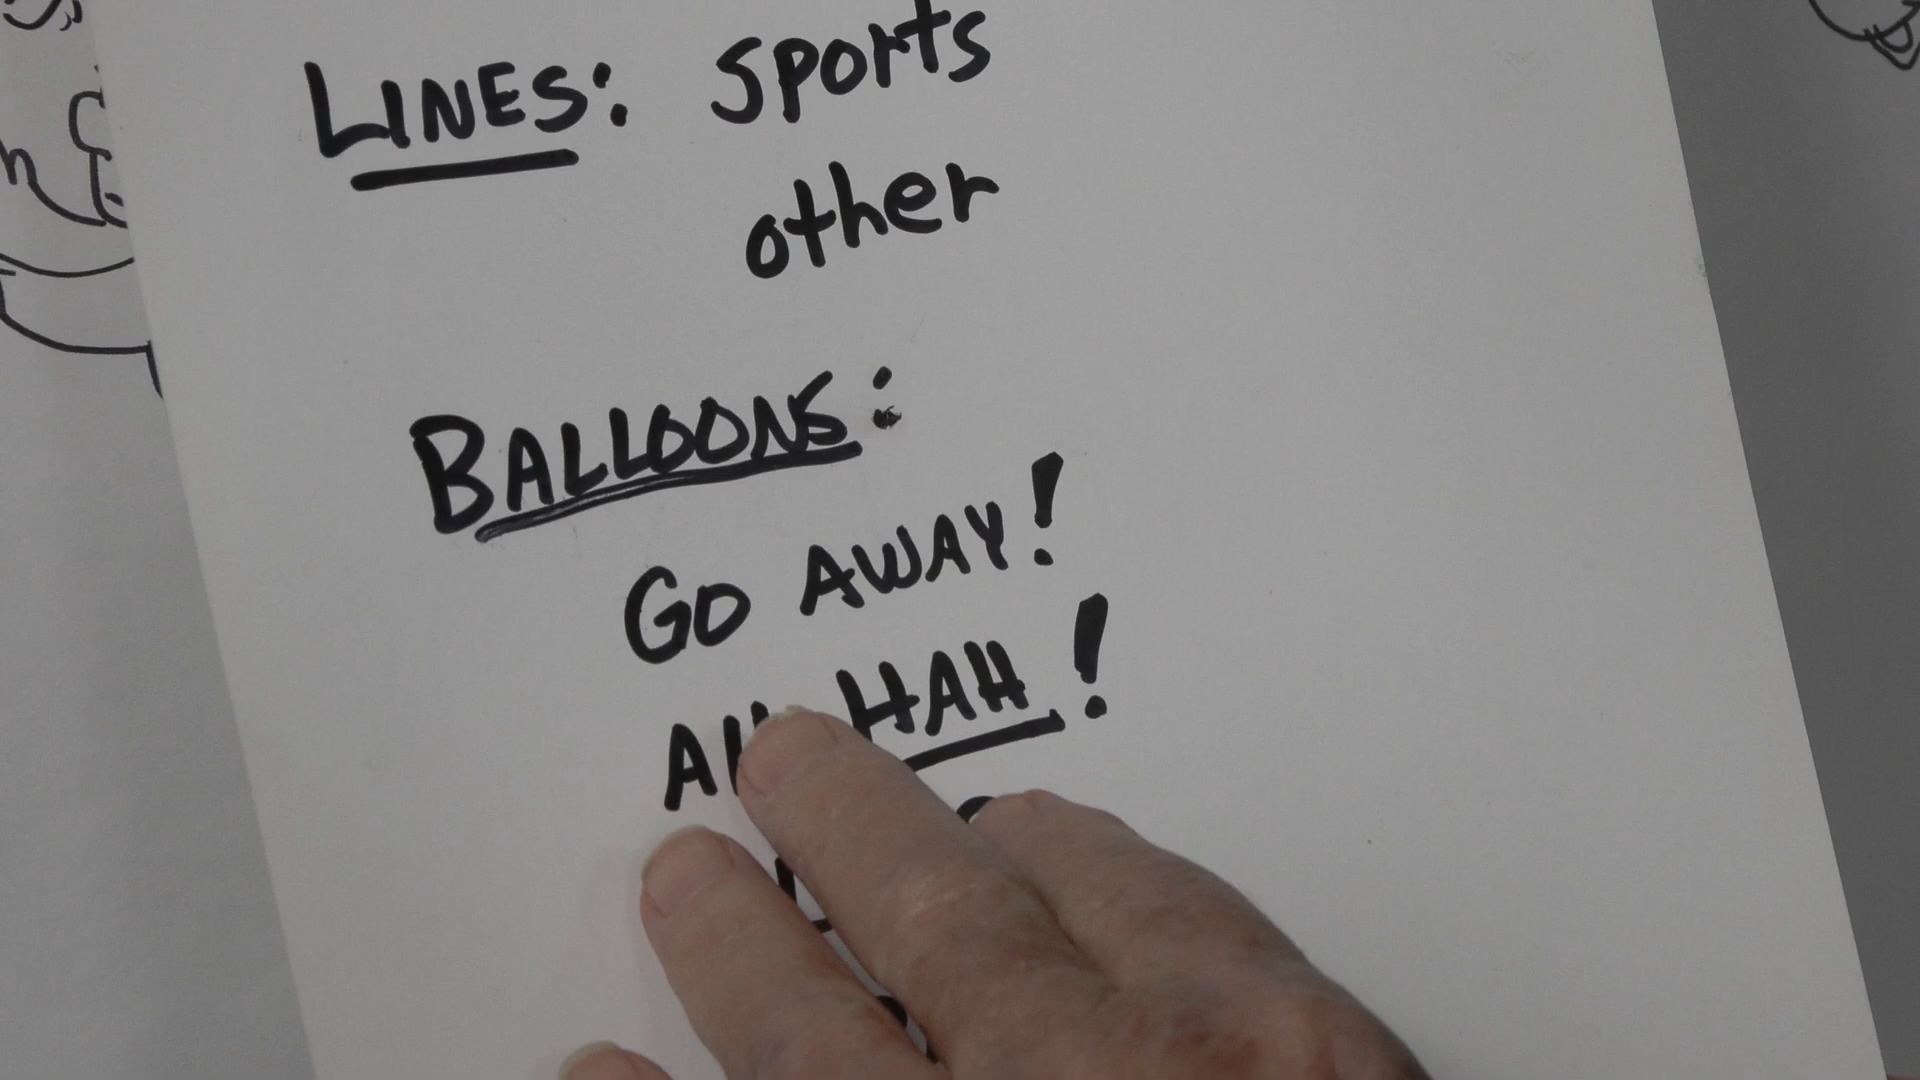 LINES: Sports
other
BALLOONS:
GO AWAY!
HAH!